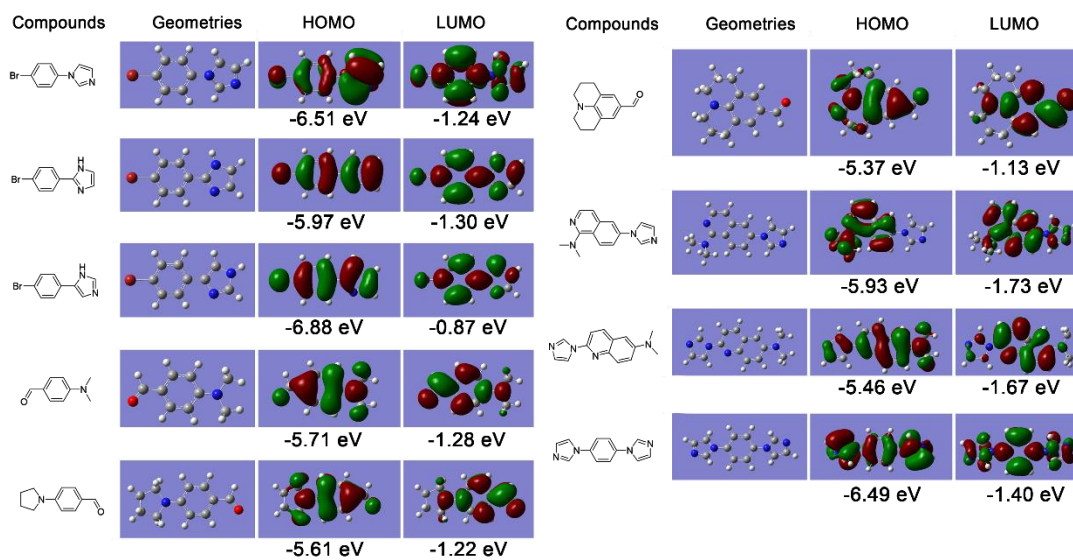 Compounds Geometries HOMO LUMO
Br N N
-6.51 eV -1.24 eV
Br H N N
-5.97 eV -1.30 eV
Br H N N
-6.88 eV -0.87 eV
O N
-5.71 eV -1.28 eV
N O
-5.61 eV -1.22 eV
Compounds Geometries HOMO LUMO
N O
-5.37 eV -1.13 eV
N N N N
-5.93 eV -1.73 eV
N N N N
-5.46 eV -1.67 eV
N N N N
-6.49 eV -1.40 eV